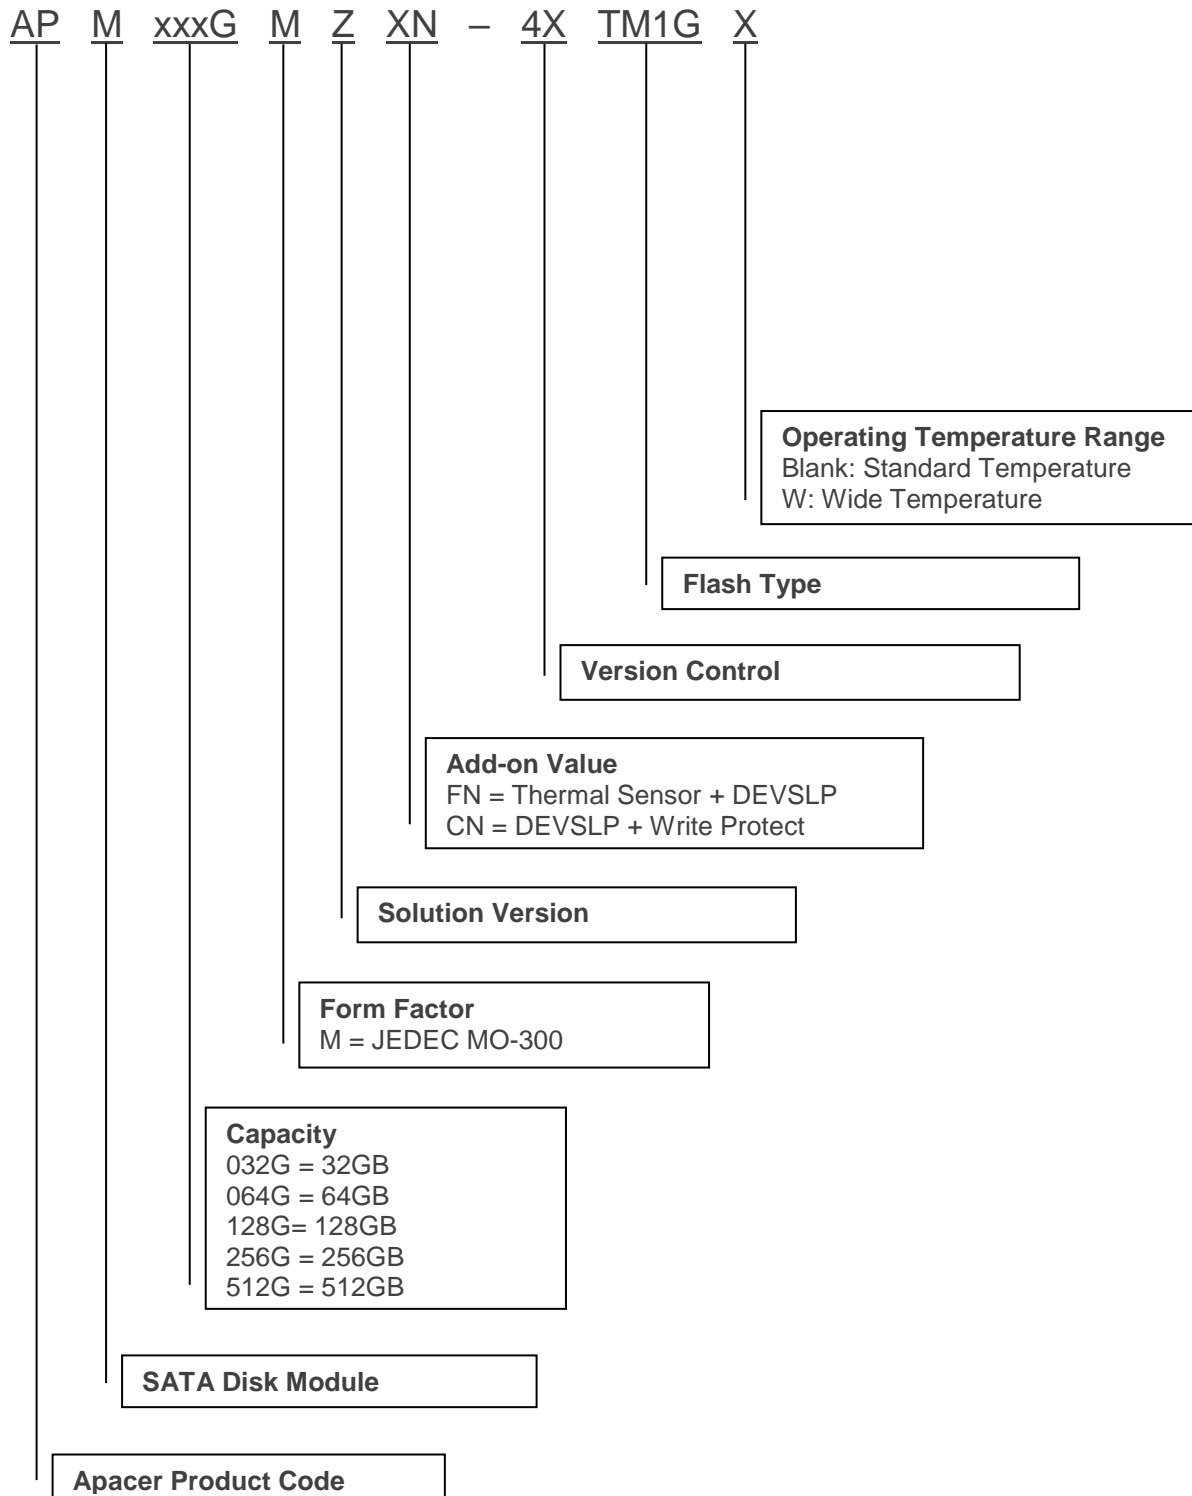 AP M xxxG M Z XN – 4X TM1G X
Operating Temperature Range
Blank: Standard Temperature
W: Wide Temperature
Flash Type
Version Control
Add-on Value
FN = Thermal Sensor + DEVSLP
CN = DEVSLP + Write Protect
Solution Version
Form Factor
M = JEDEC MO-300
Capacity
032G = 32GB
064G = 64GB
128G= 128GB
256G = 256GB
512G = 512GB
SATA Disk Module
Apacer Product Code